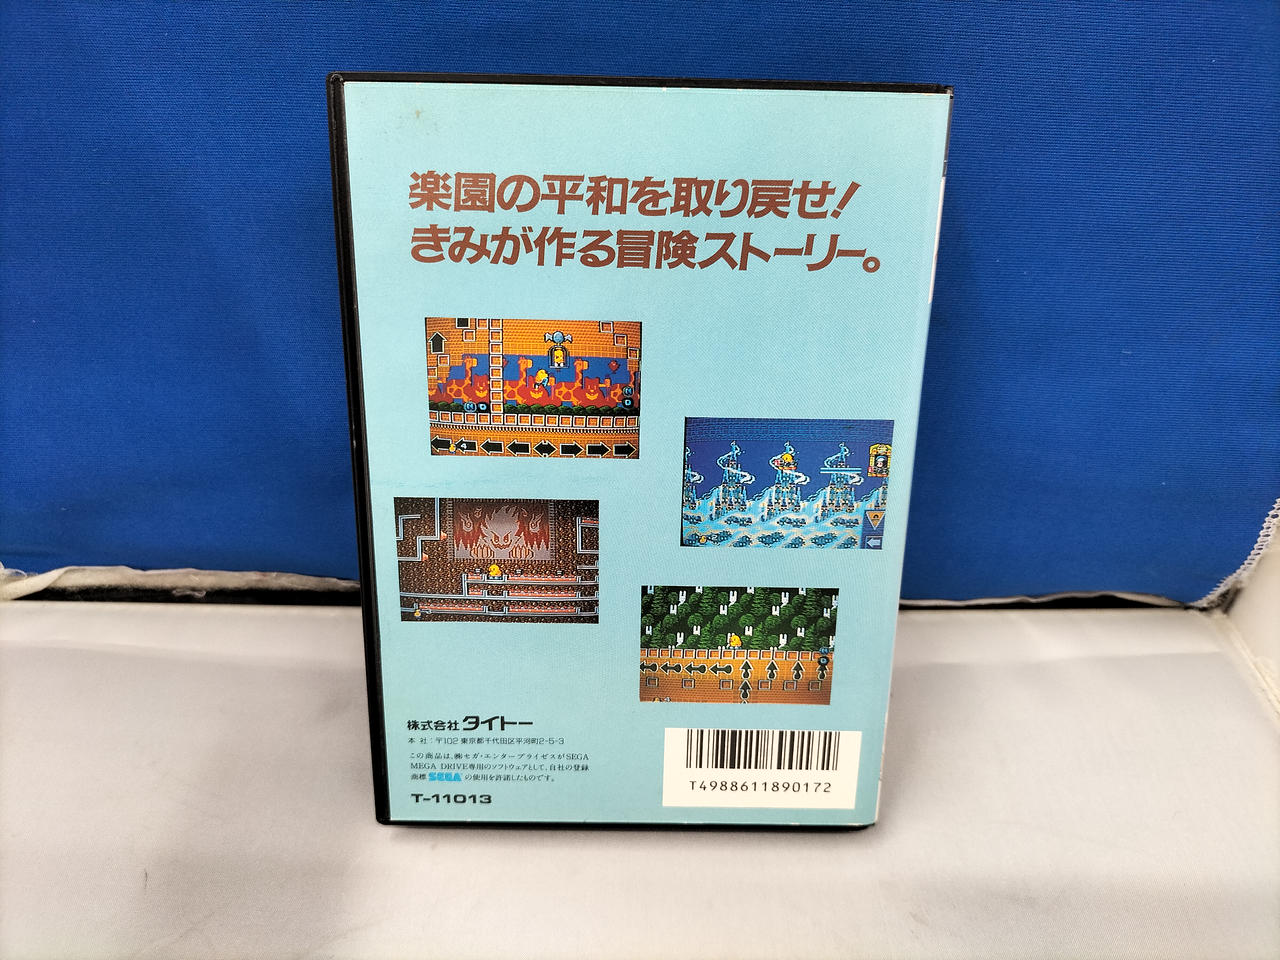 楽園の平和を取り戻せ!
きみが作る冒険ストーリー。
株式会社 タイトー
本 社:〒102 東京都千代田区平河町2-5-3
この商品は、㈱セガ・エンタープライゼスがSEGA
MEGA DRIVE専用のソフトウェアとして、自社の登録
商標 SEGA の使用を許諾したものです。
T-11013
T4988611890172